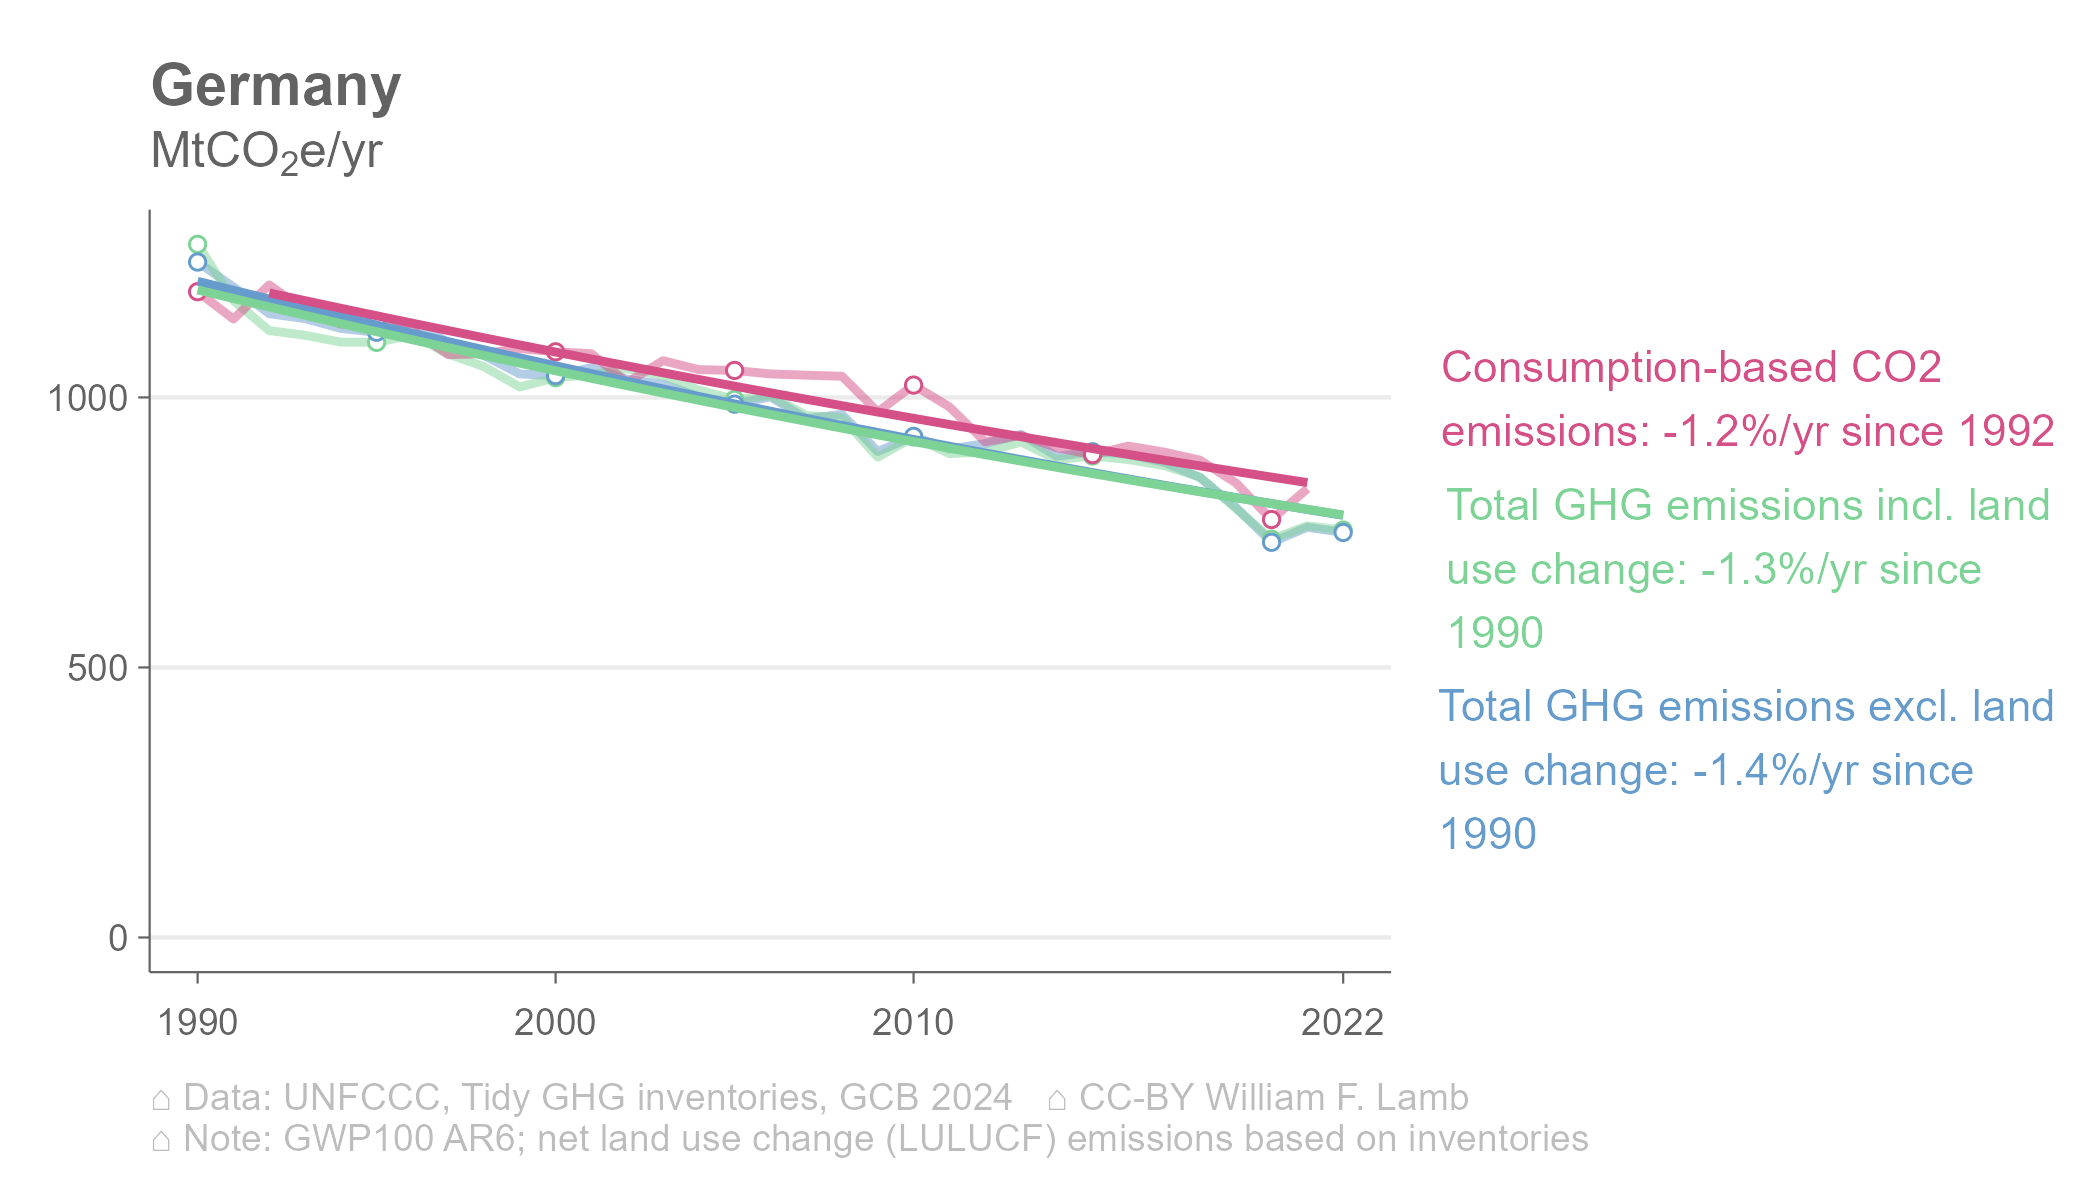 Germany
MtCO₂e/yr
1000
500
0
1990
2000
2010
2022
Consumption-based CO2
emissions: -1.2%/yr since 1992
Total GHG emissions incl. land
use change: -1.3%/yr since
1990
Total GHG emissions excl. land
use change: -1.4%/yr since
1990
⌂ Data: UNFCCC, Tidy GHG inventories, GCB 2024 ⌂ CC-BY William F. Lamb
⌂ Note: GWP100 AR6; net land use change (LULUCF) emissions based on inventories